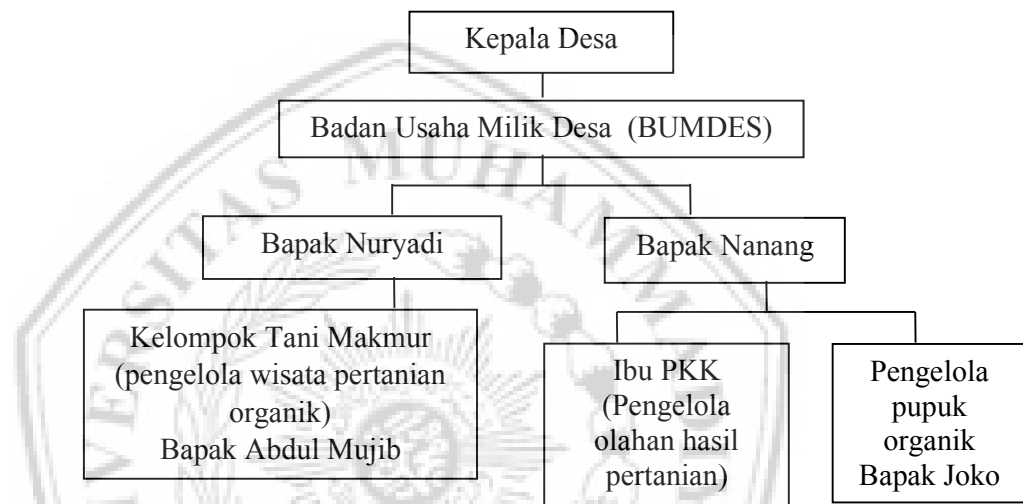 Kepala Desa
Badan Usaha Milik Desa (BUMDES)
Bapak Nuryadi
Bapak Nanang
Kelompok Tani Makmur
(pengelola wisata pertanian
organik)
Bapak Abdul Mujib
Ibu PKK
(Pengelola
olahan hasil
pertanian)
Pengelola
pupuk
organik
Bapak Joko